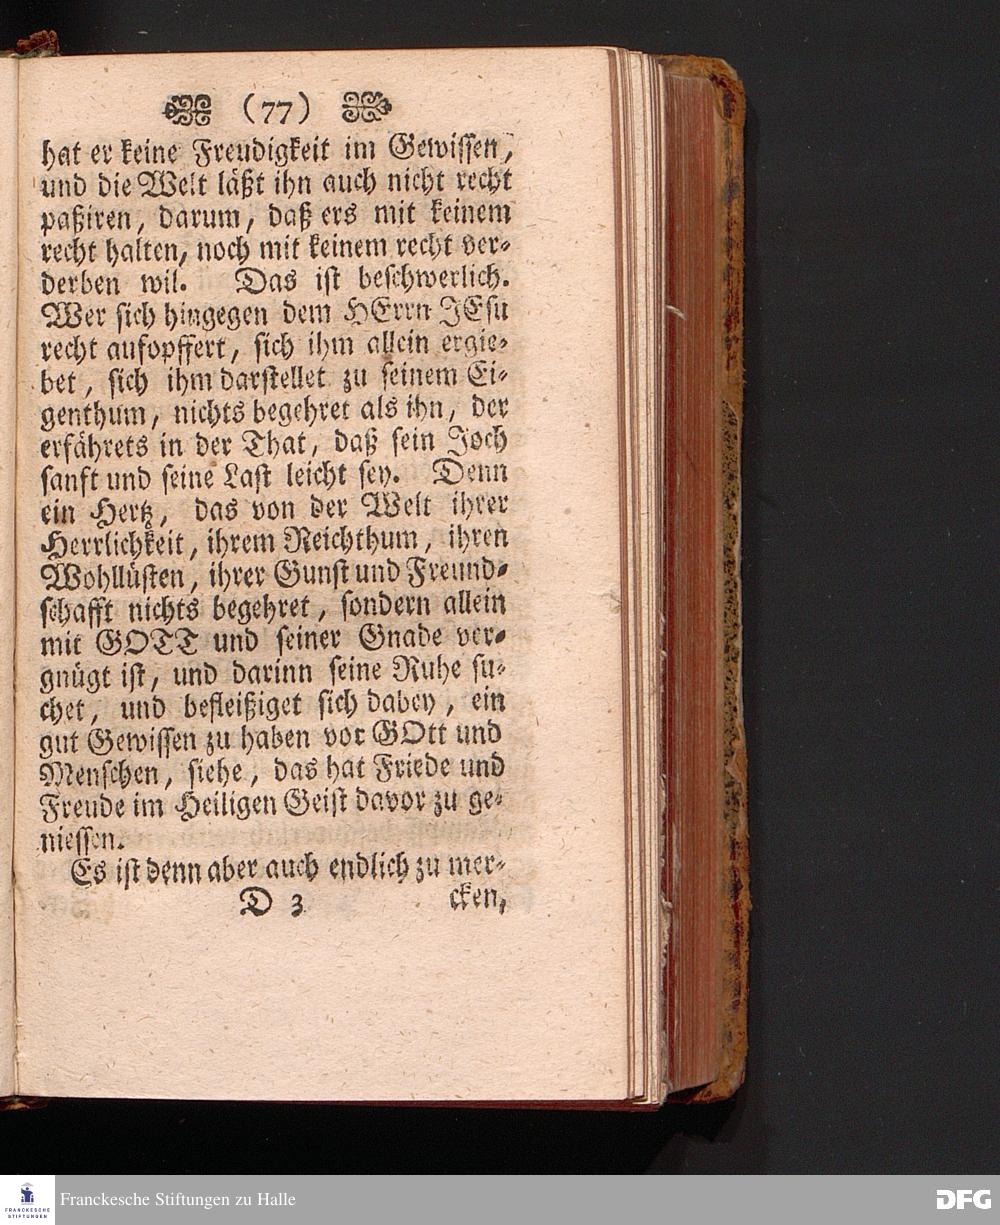 (77)
hat er keine Freudigkeit im Gewissen,
und die Welt läßt ihn auch nicht recht
paßiren, darum, daß ers mit keinem
recht halten, noch mit keinem recht ver-
derben wil. Das ist beschwerlich.
Wer sich hingegen dem HErrn JEsu
recht aufopffert, sich ihm allein ergie-
bet, sich ihm darstellet zu seinem Ei-
genthum, nichts begehret als ihn, der
erfährets in der That, daß sein Joch
sanft und seine Last leicht sey. Denn
ein Hertz, das von der Welt ihrer
Herrlichkeit, ihrem Reichthum, ihren
Wohllüsten, ihrer Gunst und Freund-
schafft nichts begehret, sondern allein
mit GOTT und seiner Gnade ver-
gnügt ist, und darinn seine Ruhe su-
chet, und befleißiget sich dabey, ein
gut Gewissen zu haben vor GOtt und
Menschen, siehe, das hat Friede und
Freude im Heiligen Geist davor zu ge-
niessen.
Es ist denn aber auch endlich zu mer-
D 3 cken,
FRANCKESCHE
STIFTUNGEN
Franckesche Stiftungen zu Halle
DFG